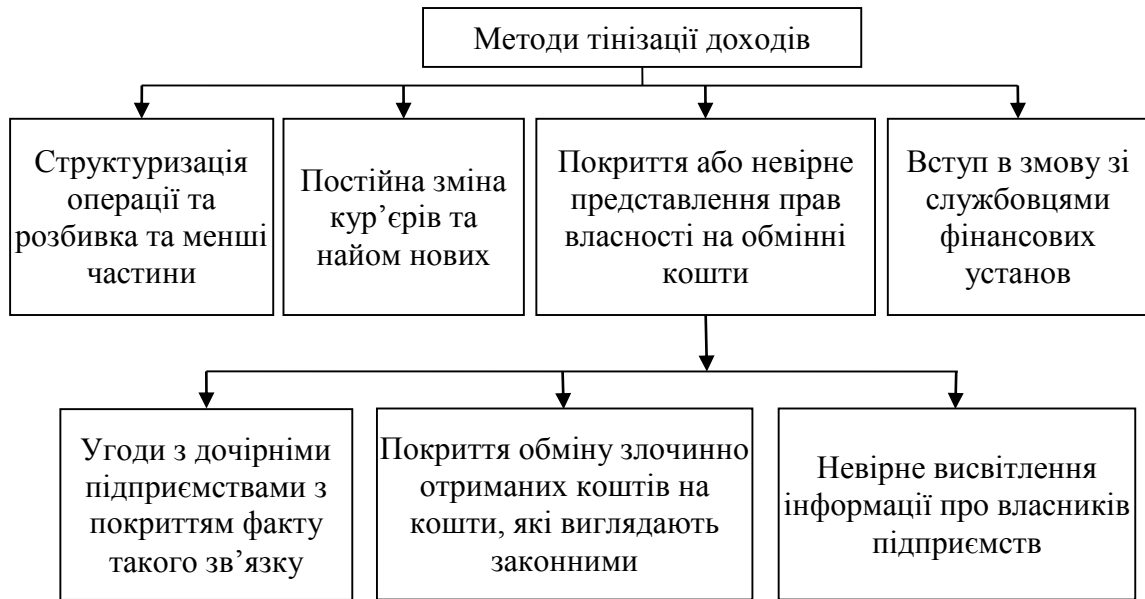 Методи тінізації доходів
Структуризація
операції та
розбивка та менші
частини
Постійна зміна
кур’єрів та
найом нових
Покриття або невірне
представлення прав
власності на обмінні
кошти
Вступ в змову зі
службовцями
фінансових
установ
Угоди з дочірніми
підприємствами з
покриттям факту
такого зв’язку
Покриття обміну злочинно
отриманих коштів на
кошти, які виглядають
законними
Невірне висвітлення
інформації про власників
підприємств